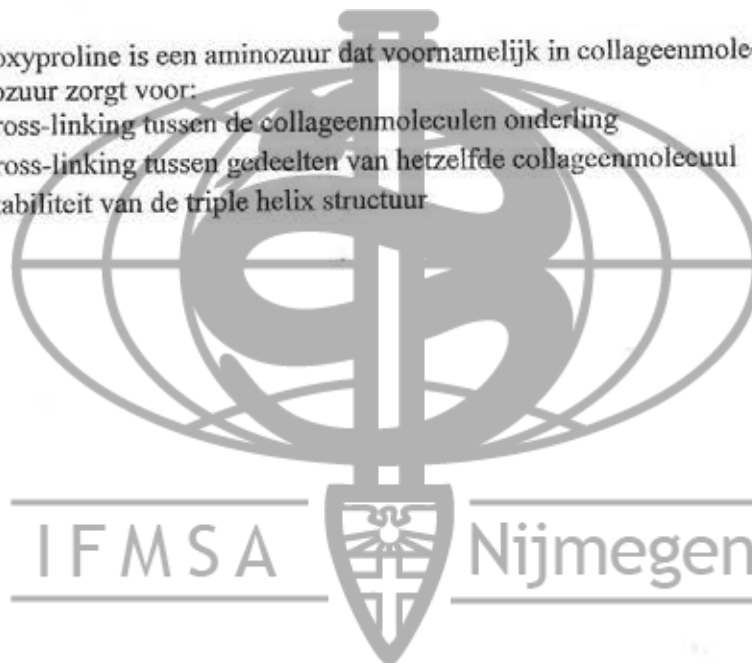 oxyproline is een aminozuur dat voornamelijk in collageenmole
ozuur zorgt voor:
ross-linking tussen de collageenmoleculen onderling
ross-linking tussen gedeelten van hetzelfde collageenmolecuul
tabiliteit van de triple helix structuur
IFMSA Nijmegen